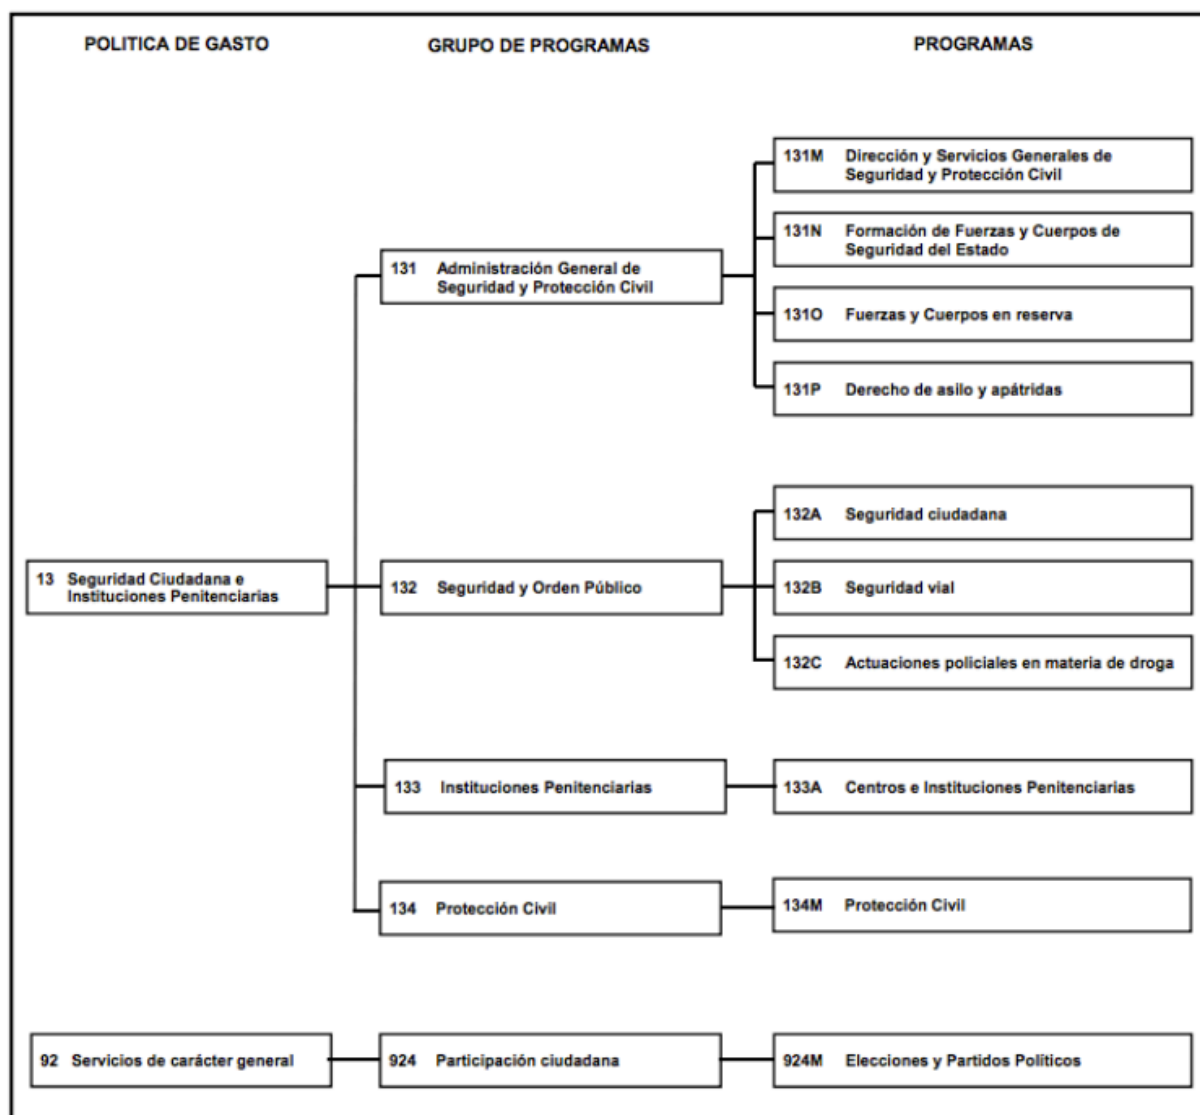 POLITICA DE GASTO
GRUPO DE PROGRAMAS
PROGRAMAS
131M Dirección y Servicios Generales de
Seguridad y Protección Civil
131N Formación de Fuerzas y Cuerpos de
Seguridad del Estado
131 Administración General de
Seguridad y Protección Civil
131O Fuerzas y Cuerpos en reserva
131P Derecho de asilo y apátridas
132A Seguridad ciudadana
13 Seguridad Ciudadana e
Instituciones Penitenciarias
132 Seguridad y Orden Público
132B Seguridad vial
132C Actuaciones policiales en materia de droga
133 Instituciones Penitenciarias
133A Centros e Instituciones Penitenciarias
134 Protección Civil
134M Protección Civil
92 Servicios de carácter general
924 Participación ciudadana
924M Elecciones y Partidos Políticos